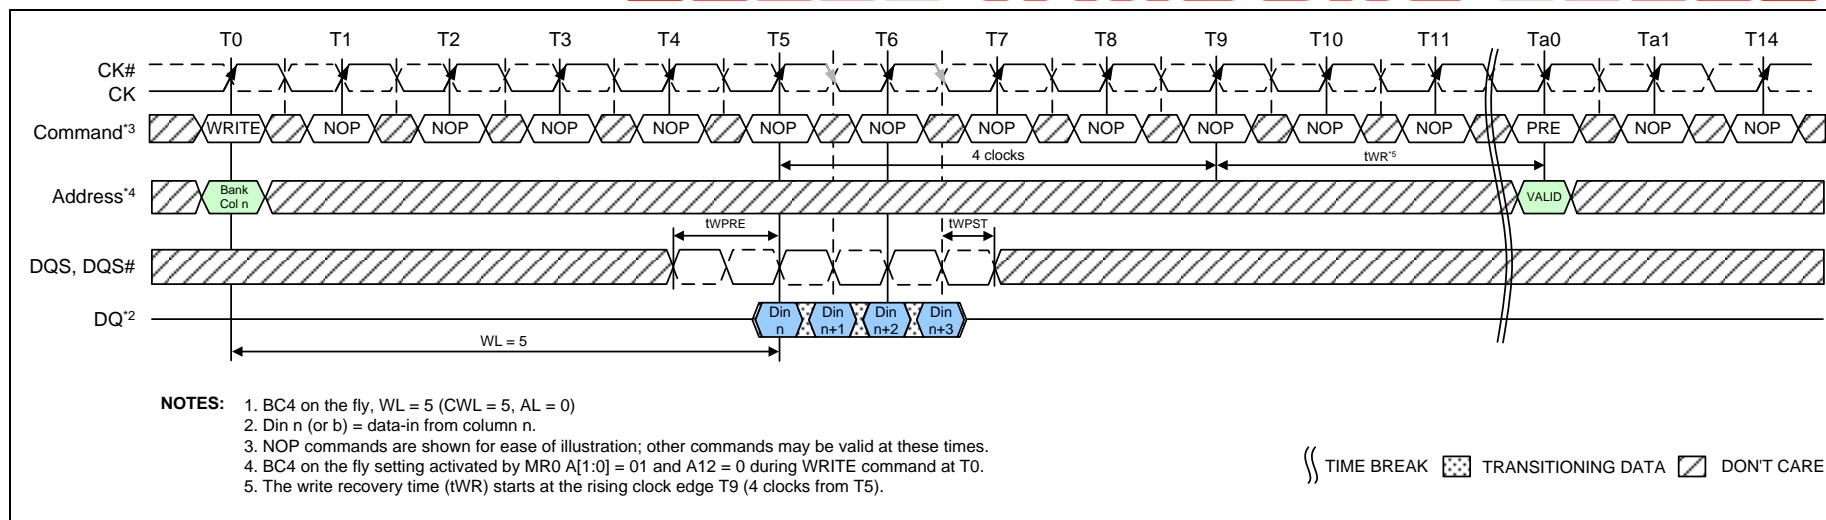 T0 T1 T2 T3 T4 T5 T6 T7 T8 T9 T10 T11 Ta0 Ta1 T14
CK#
CK
Command*3 WRITE NOP NOP NOP NOP NOP NOP NOP NOP NOP NOP NOP PRE NOP NOP
4 clocks tWR*5
Address*4 Bank Col n VALID
tWPRE tWPST
DQS, DQS#
DQ*2 Din n Din n+1 Din n+2 Din n+3
WL = 5
NOTES: 1. BC4 on the fly, WL = 5 (CWL = 5, AL = 0)
2. Din n (or b) = data-in from column n.
3. NOP commands are shown for ease of illustration; other commands may be valid at these times.
4. BC4 on the fly setting activated by MR0 A[1:0] = 01 and A12 = 0 during WRITE command at T0.
5. The write recovery time (tWR) starts at the rising clock edge T9 (4 clocks from T5).
TIME BREAK TRANSITIONING DATA DON'T CARE